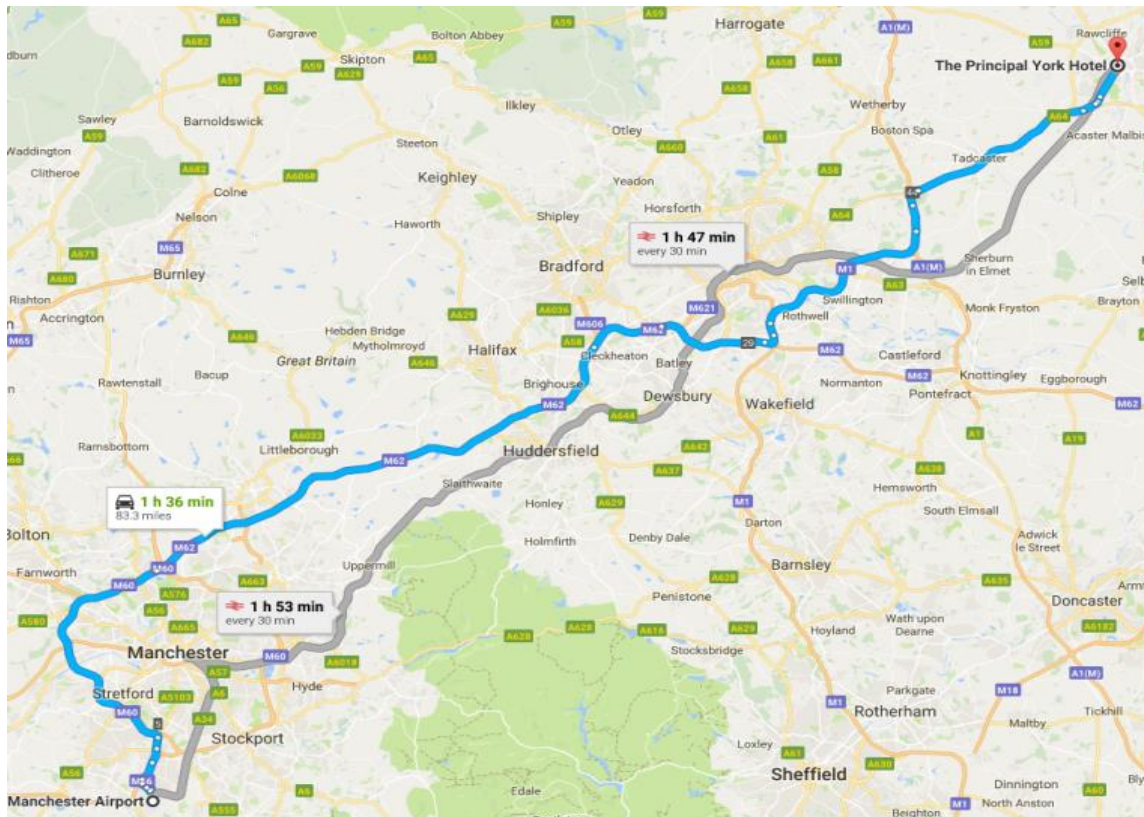 A59
Harrogate
A1(M)
A59
Rawcliffe
A65
Gargrave
Bolton Abbey
A682
A59
Skipton
A65
A59
A658
A661
The Principal York Hotel
A59
A56
A629
Ilkley
A658
Wetherby
Boston Spa
A64
Acaster Malbis
Sawley
Barnoldswick
Otley
A61
A59
Steeton
A660
Tadcaster
Waddington
Clitheroe
A682
A6068
Keighley
Yeadon
A58
44
Colne
Nelson
Haworth
Shipley
Horsforth
A64
A671
M65
1 h 47 min
every 30 min
Sherburn
in Elmet
A680
Burnley
Bradford
M1
A1(M)
A63
Rishton
Accrington
A629
A6036
M621
Swillington
Rothwell
Monk Fryston
Brayton
M65
A646
Hebden Bridge
Mytholmroyd
M606
M62
A58
Cleckheaton
Batley
29
M62
Castleford
Great Britain
A646
Halifax
Normanton
M62
Knottingley
Eggborough
Rawtenstall
Bacup
Brighouse
Dewsbury
Wakefield
Pontefract
M62
M62
A644
A1
A19
Ramsbottom
A6033
Littleborough
M62
Huddersfield
A642
A637
A639
Slaithwaite
Hemsworth
1 h 36 min
83.3 miles
Honley
A629
M1
South Elmsall
Bolton
M62
Holmfirth
Denby Dale
Darton
Adwick
le Street
Farnworth
M60
M60
A663
Uppermill
A628
Barnsley
A635
A580
A576
A56
1 h 53 min
every 30 min
Penistone
Doncaster
A665
A628
A628
A616
A629
Hoyland
Wath upon
Dearne
A6182
Manchester
M60
A6018
Stocksbridge
A57
A1(M)
Stretford
A5103
A6
Hyde
Parkgate
M18
M60
5
A34
M1
Rotherham
Maltby
Tickhill
Stockport
Loxley
A61
A56
M56
A6
Sheffield
A630
Dinnington
A60
Manchester Airport
A555
Edale
M1
North Anston
Beighton